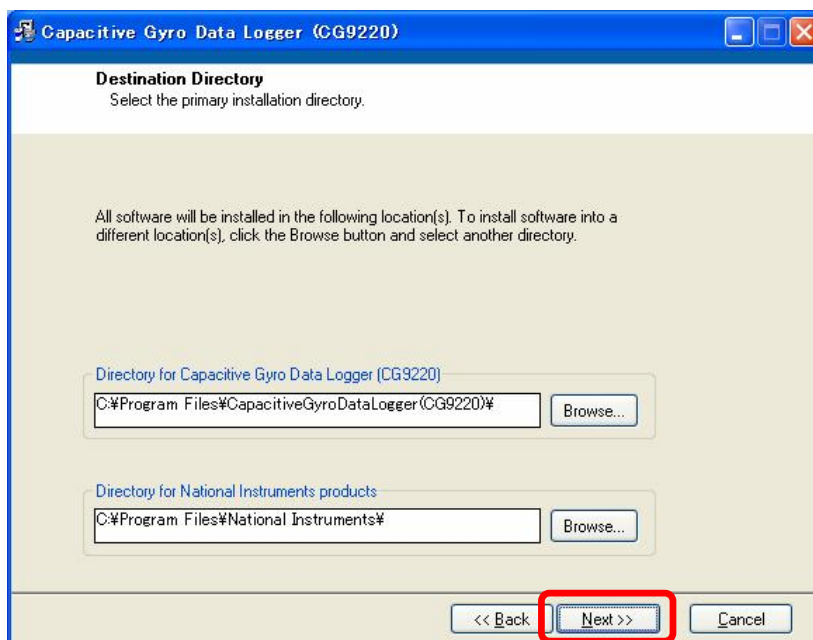 Capacitive Gyro Data Logger (CG9220)
Destination Directory
Select the primary installation directory.
All software will be installed in the following location(s). To install software into a
different location(s), click the Browse button and select another directory.
Directory for Capacitive Gyro Data Logger (CG9220)
C:¥Program Files¥CapacitiveGyroDataLogger(CG9220)¥
Browse...
Directory for National Instruments products
C:¥Program Files¥National Instruments¥
Browse...
<< Back
Next >>
Cancel